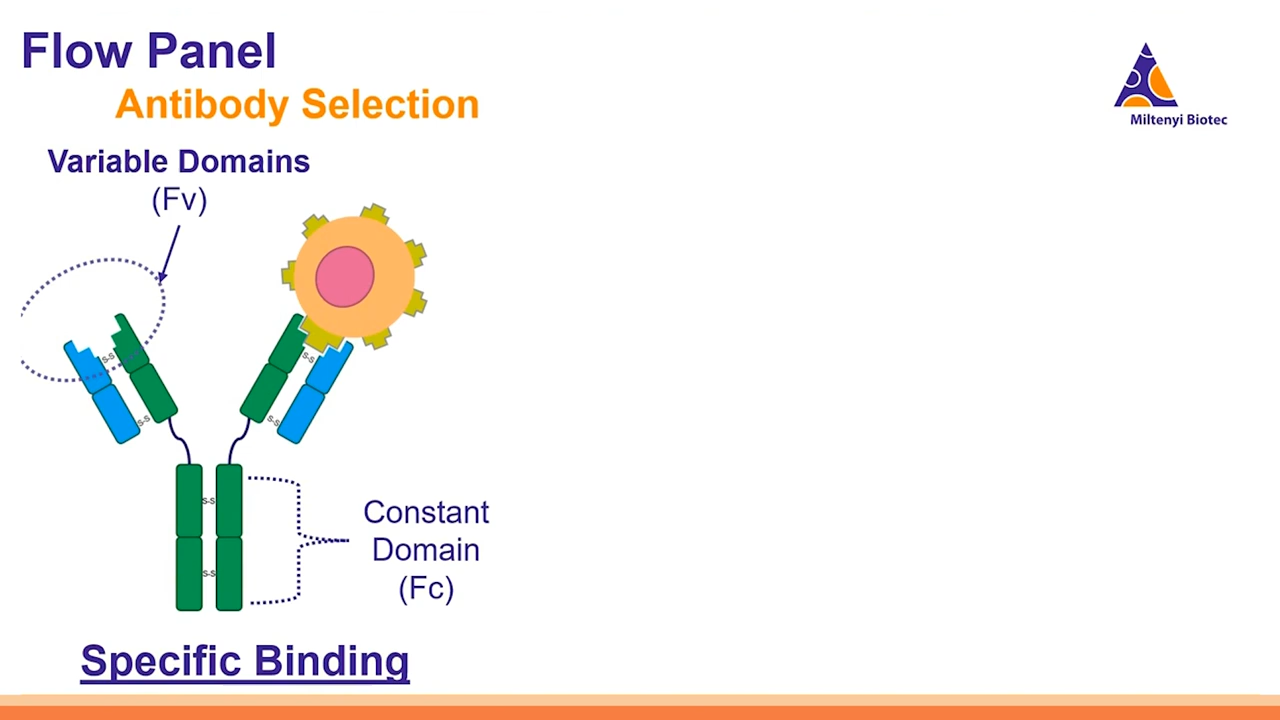 Flow Panel
Antibody Selection
Miltenyi Biotec
Variable Domains
(Fv)
S-S
S-S
S-S
S-S
S-S
S-S
Constant
Domain
(Fc)
Specific Binding